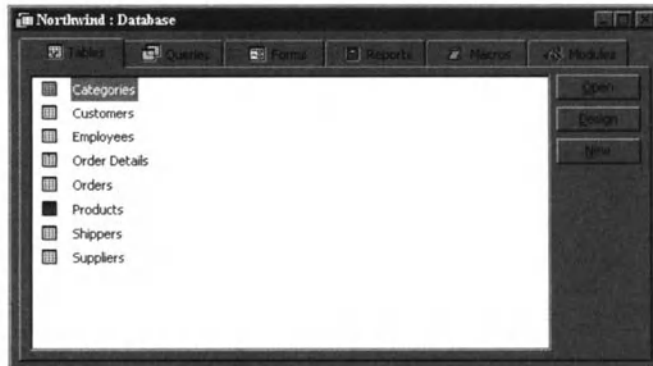 Northwind : Database
Tables Queries Forms Reports Macros Modules
Categories
Customers
Employees
Order Details
Orders
Products
Shippers
Suppliers
Open
Design
New